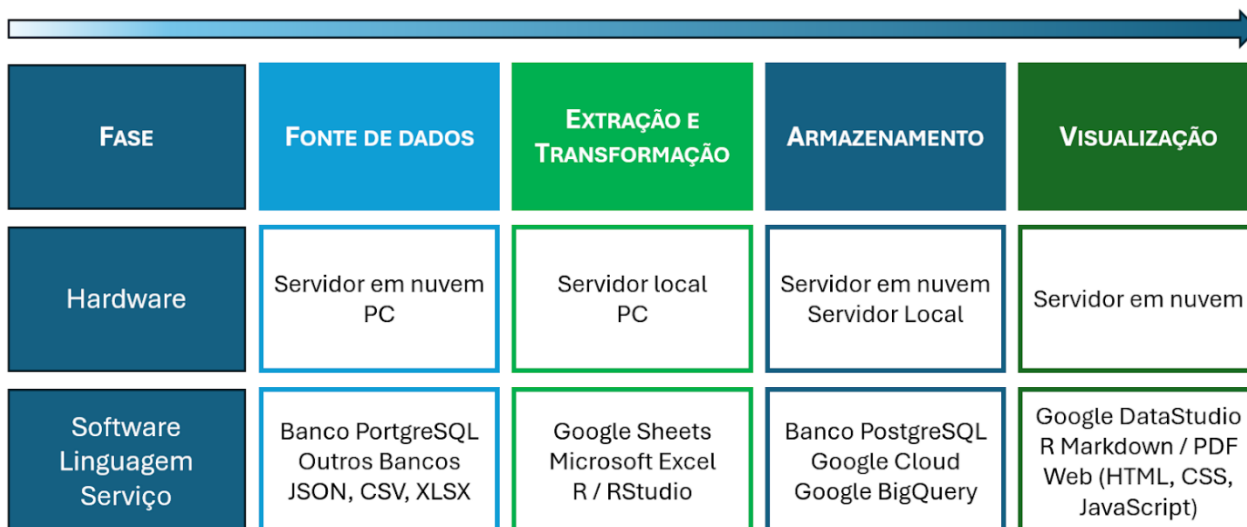 FASE
FONTE DE DADOS
EXTRAÇÃO E
TRANSFORMAÇÃO
ARMAZENAMENTO
VISUALIZAÇÃO
Hardware
Servidor em nuvem
PC
Servidor local
PC
Servidor em nuvem
Servidor Local
Servidor em nuvem
Software
Linguagem
Serviço
Banco PortgreSQL
Outros Bancos
JSON, CSV, XLSX
Google Sheets
Microsoft Excel
R / RStudio
Banco PostgreSQL
Google Cloud
Google BigQuery
Google DataStudio
R Markdown / PDF
Web (HTML, CSS,
JavaScript)